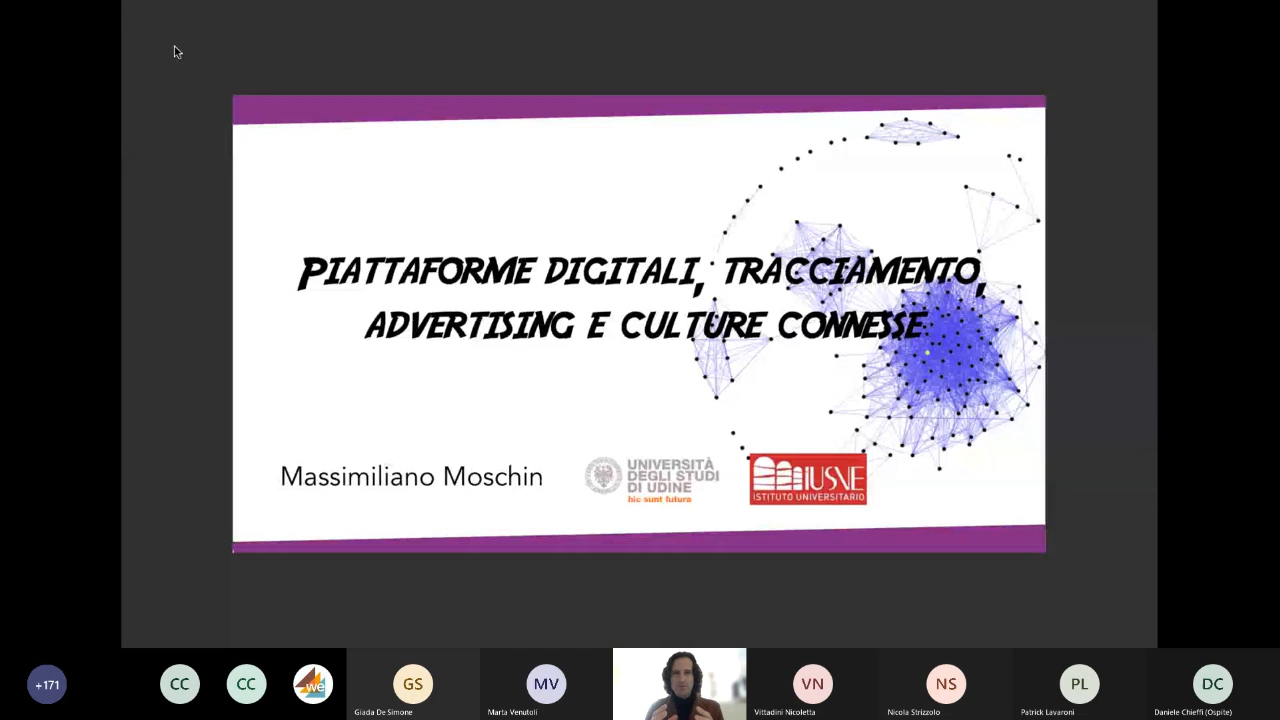 PIATTAFORME DIGITALI, TRACCIAMENTO,
ADVERTISING E CULTURE CONNESSE
Massimiliano Moschin
UNIVERSITÀ
DEGLI STUDI
DI UDINE
hic sunt futura
IUSVE
ISTITUTO UNIVERSITARIO
+171
CC
CC
we
GS
MV
VN
NS
PL
DC
Giada De Simone
Marta Venutoli
Vittadini Nicoletta
Nicola Strizzolo
Patrick Lavaroni
Daniele Chieffi (Ospite)